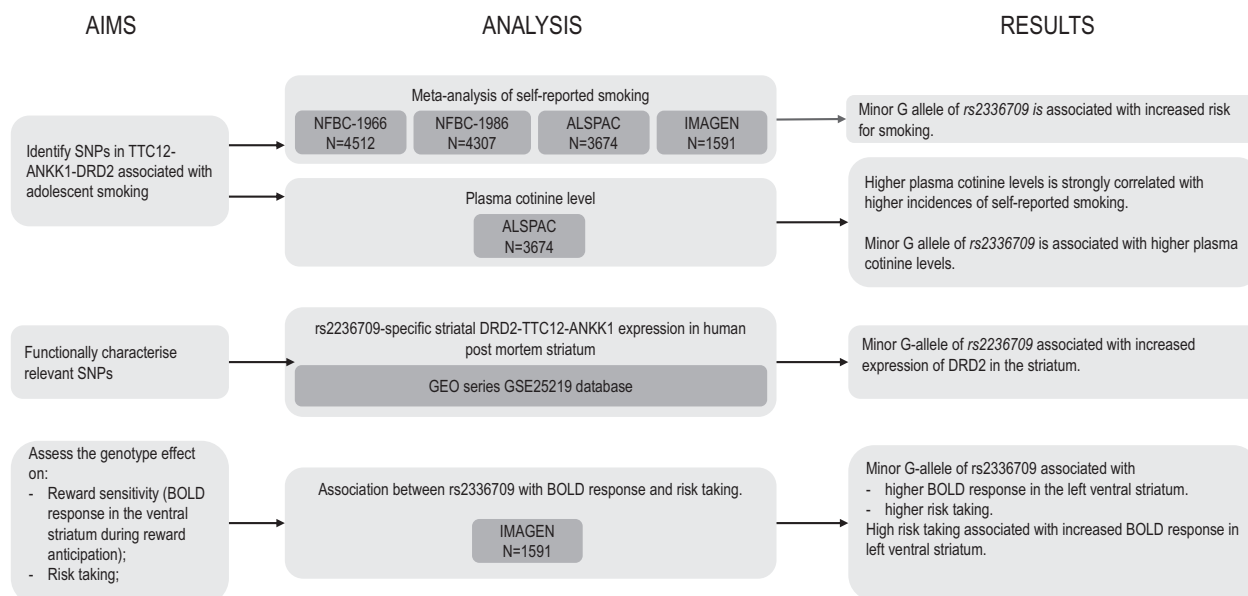 AIMS
ANALYSIS
RESULTS
Identify SNPs in TTC12-
ANKK1-DRD2 associated with
adolescent smoking
Meta-analysis of self-reported smoking
NFBC-1966
N=4512
NFBC-1986
N=4307
ALSPAC
N=3674
IMAGEN
N=1591
Minor G allele of rs2336709 is associated with increased risk
for smoking.
Plasma cotinine level
ALSPAC
N=3674
Higher plasma cotinine levels is strongly correlated with
higher incidences of self-reported smoking.
Minor G allele of rs2336709 is associated with higher plasma
cotinine levels.
Functionally characterise
relevant SNPs
rs2236709-specific striatal DRD2-TTC12-ANKK1 expression in human
post mortem striatum
GEO series GSE25219 database
Minor G-allele of rs2236709 associated with increased
expression of DRD2 in the striatum.
Assess the genotype effect
on:
- Reward sensitivity (BOLD
response in the ventral
striatum during reward
anticipation);
- Risk taking;
Association between rs2336709 with BOLD response and risk taking.
IMAGEN
N=1591
Minor G-allele of rs2336709 associated with
- higher BOLD response in the left ventral striatum.
- higher risk taking.
High risk taking associated with increased BOLD response in
left ventral striatum.